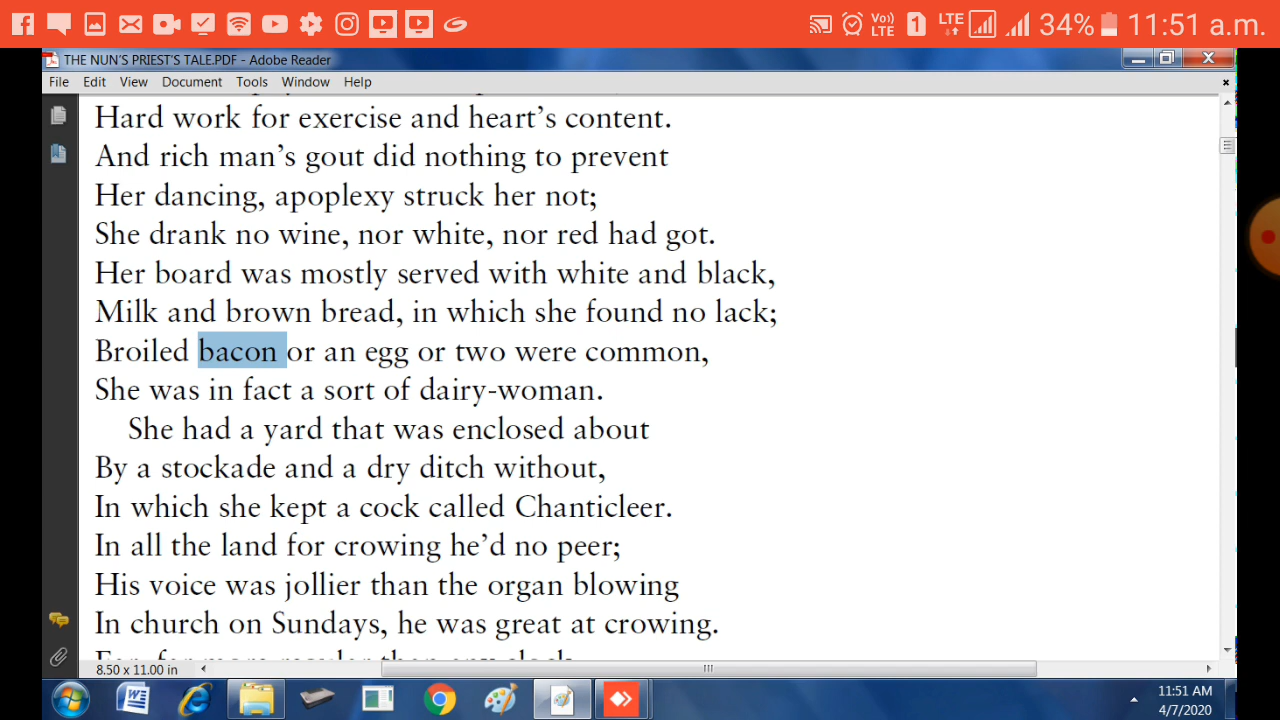 Vo))
LTE
1
LTE
34%
11:51 a.m.
THE NUN'S PRIEST'S TALE.PDF - Adobe Reader
File Edit View Document Tools Window Help
Hard work for exercise and heart's content.
And rich man's gout did nothing to prevent
Her dancing, apoplexy struck her not;
She drank no wine, nor white, nor red had got.
Her board was mostly served with white and black,
Milk and brown bread, in which she found no lack;
Broiled bacon or an egg or two were common,
She was in fact a sort of dairy-woman.
She had a yard that was enclosed about
By a stockade and a dry ditch without,
In which she kept a cock called Chanticleer.
In all the land for crowing he'd no peer;
His voice was jollier than the organ blowing
In church on Sundays, he was great at crowing.
8.50 x 11.00 in
11:51 AM
4/7/2020